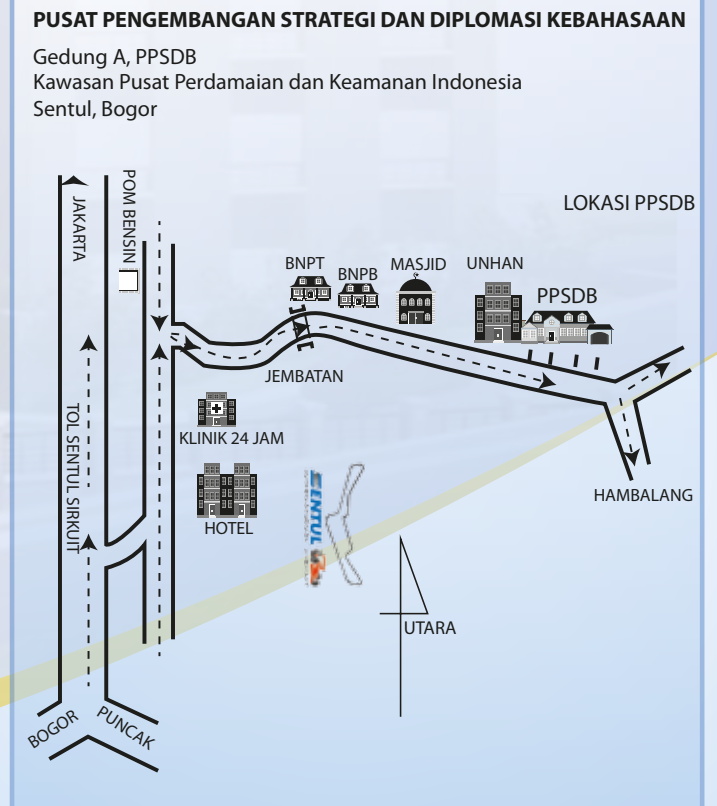 PUSAT PENGEMBANGAN STRATEGI DAN DIPLOMASI KEBAHASAAN
Gedung A, PPSDB
Kawasan Pusat Perdamaian dan Keamanan Indonesia
Sentul, Bogor
LOKASI PPSDB
JAKARTA
POM BENSIN
BNPT
BNPB
MASJID
UNHAN
PPSDB
JEMBATAN
KLINIK 24 JAM
TOL SENTUL SIRKUIT
HOTEL
SENTUL
HAMBALANG
UTARA
BOGOR
PUNCAK